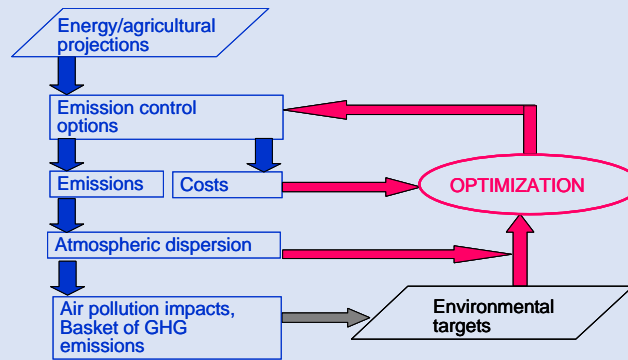 Energy/agricultural
projections
Emission control
options
Emissions
Costs
OPTIMIZATION
Atmospheric dispersion
Air pollution impacts,
Basket of GHG
emissions
Environmental
targets